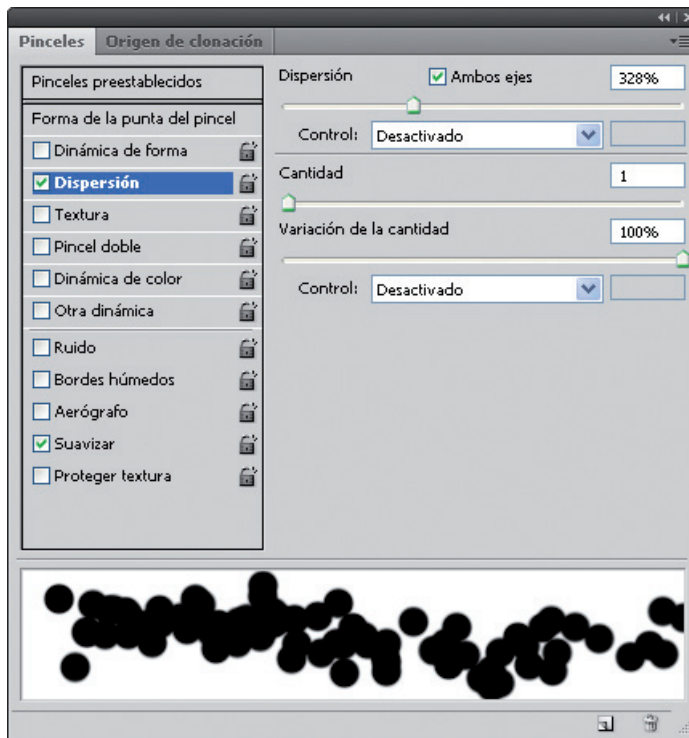 Pinceles Origen de clonación
Pinceles preestablecidos
Forma de la punta del pincel
Dinámica de forma
Dispersión
Textura
Pincel doble
Dinámica de color
Otra dinámica
Ruido
Bordes húmedos
Aerógrafo
Suavizar
Proteger textura
Dispersión Ambos ejes 328%
Control: Desactivado
Cantidad 1
Variación de la cantidad 100%
Control: Desactivado